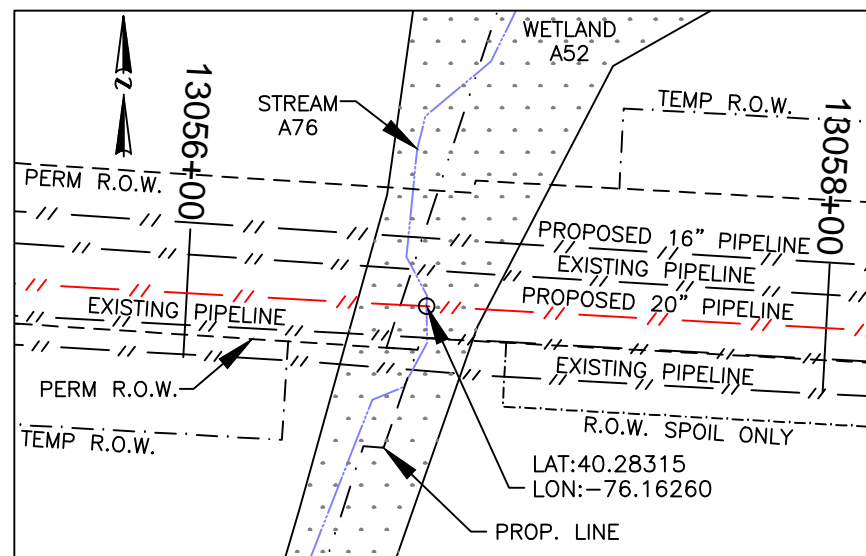 WETLAND
A52
STREAM
A76
TEMP R.O.W.
Z
13056+00
13058+00
PERM R.O.W.
PROPOSED 16” PIPELINE
EXISTING PIPELINE
PROPOSED 20” PIPELINE
EXISTING PIPELINE
EXISTING PIPELINE
PERM R.O.W.
TEMP R.O.W.
R.O.W. SPOIL ONLY
LAT:40.28315
LON:-76.16260
PROP. LINE